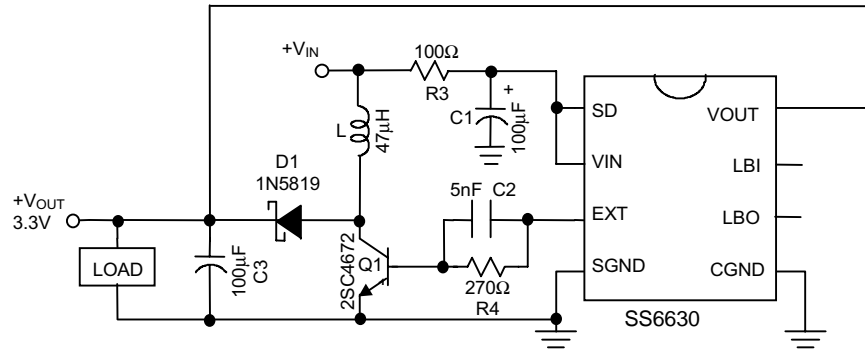 +VIN
100Ω
R3
+
C1
100μF
L
47μH
D1
1N5819
+VOUT
3.3V
LOAD
100μF
C3
2SC4672
Q1
5nF C2
270Ω
R4
SD
VIN
EXT
SGND
VOUT
LBI
LBO
CGND
SS6630